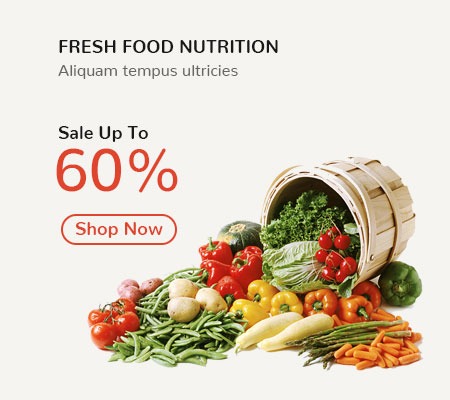 FRESH FOOD NUTRITION
Aliquam tempus ultricies
Sale Up To
60%
Shop Now